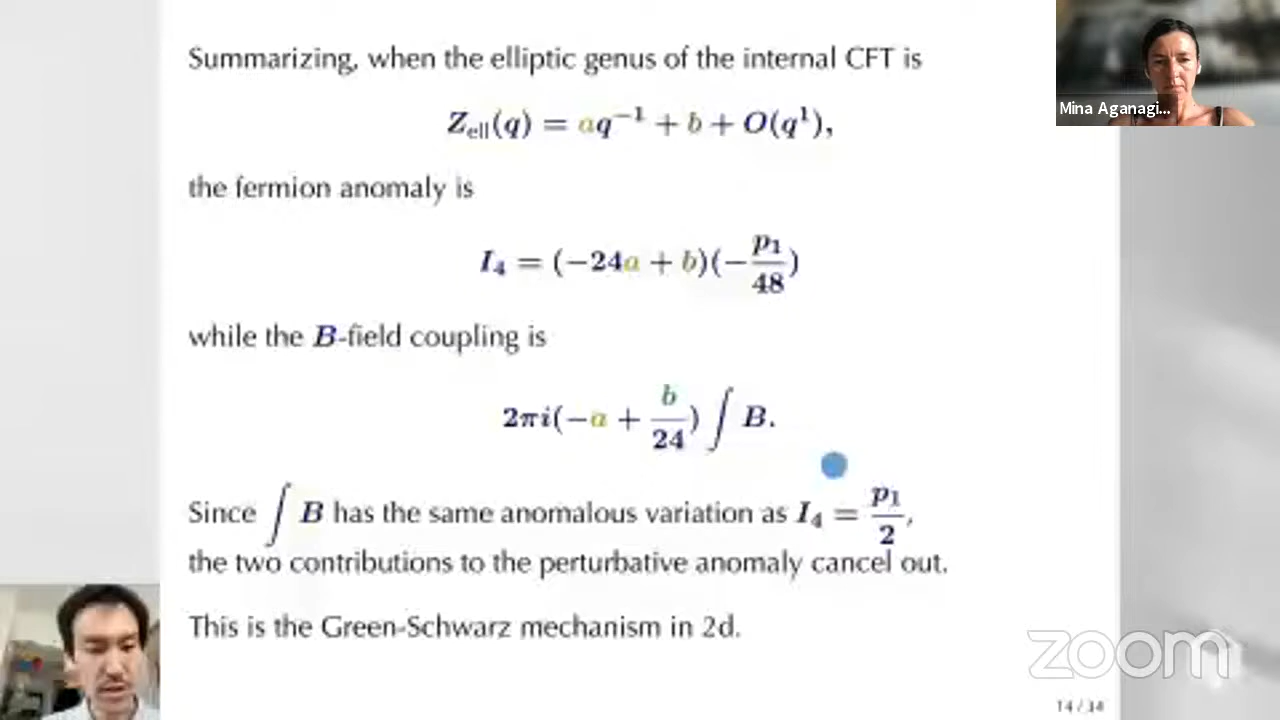 Summarizing, when the elliptic genus of the internal CFT is
Z_ell(q) = aq^{-1} + b + O(q^1),
the fermion anomaly is
I_4 = (-24a + b)(-p_1/48)
while the B-field coupling is
2πi(-a + b/24) ∫ B.
Since ∫ B has the same anomalous variation as I_4 = p_1/2,
the two contributions to the perturbative anomaly cancel out.
This is the Green-Schwarz mechanism in 2d.
14 / 34
Mina Aganagi...
zoom